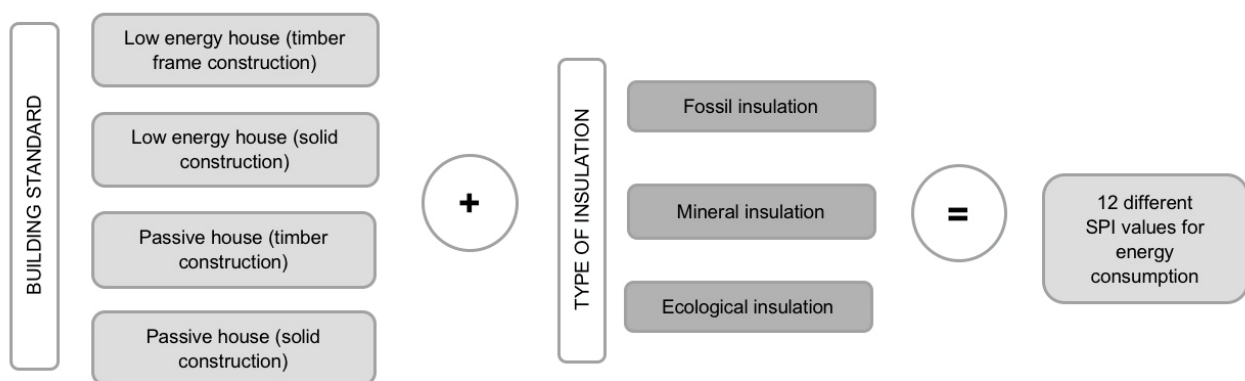 BUILDING STANDARD
Low energy house (timber
frame construction)
Low energy house (solid
construction)
Passive house (timber
construction)
Passive house (solid
construction)
+
TYPE OF INSULATION
Fossil insulation
Mineral insulation
Ecological insulation
=
12 different
SPI values for
energy
consumption